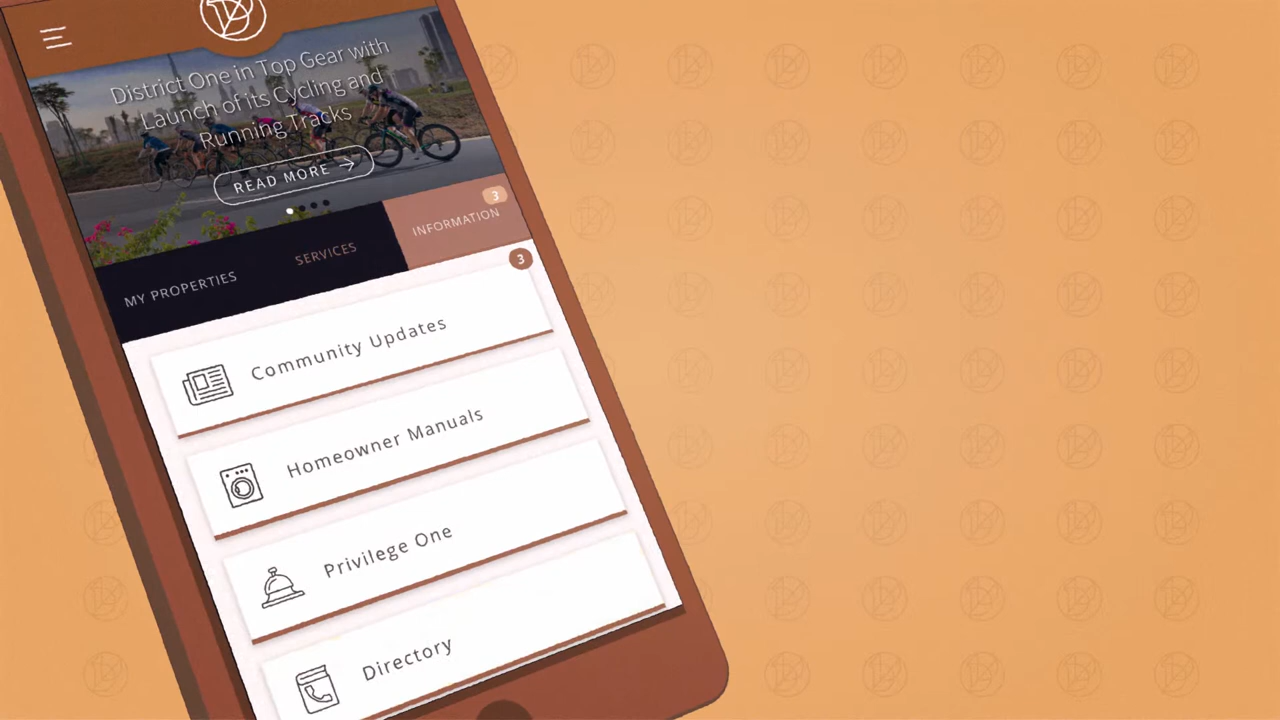 District One in Top Gear with
Launch of its Cycling and
Running Tracks
READ MORE →
MY PROPERTIES
SERVICES
INFORMATION
3
3
Community Updates
Homeowner Manuals
Privilege One
Directory